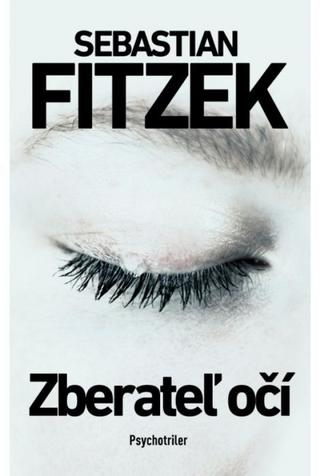 SEBASTIAN
FITZEK
Zberateľ očí
Psychotriler